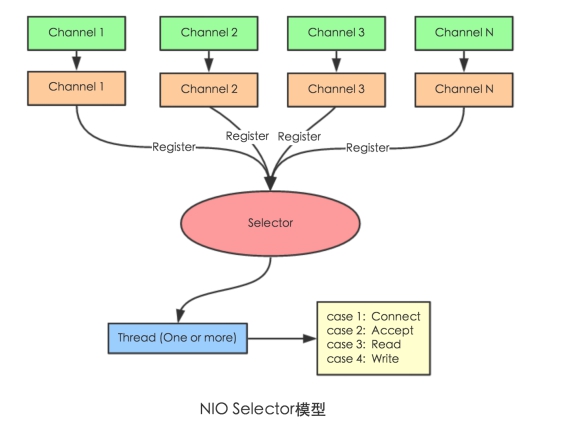 Channel 1
Channel 2
Channel 3
Channel N
Channel 1
Channel 2
Channel 3
Channel N
Register
Register
Register
Register
Selector
Thread (One or more)
case 1: Connect
case 2: Accept
case 3: Read
case 4: Write
NIO Selector模型